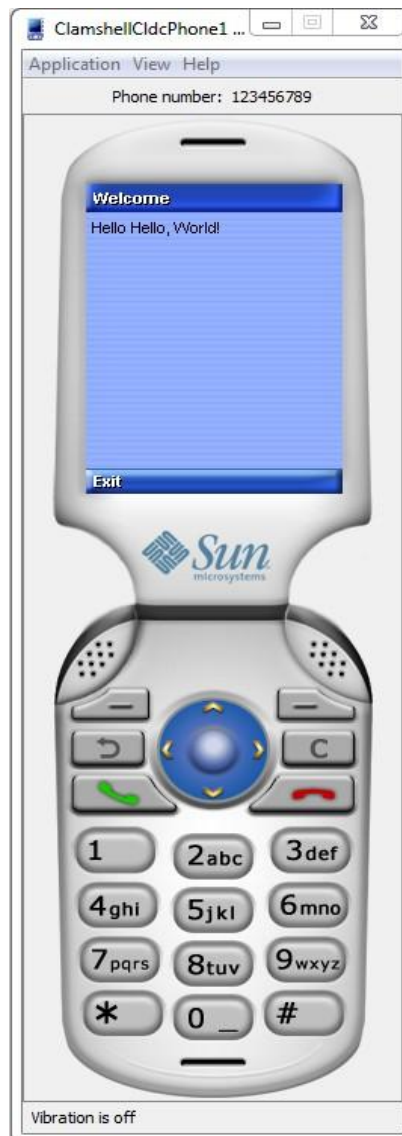 ClamshellCldcPhone1 ...
Application View Help
Phone number: 123456789
Welcome
Hello Hello, World!
Exit
Sun
microsystems
C
1 2abc 3def
4ghi 5jkl 6mno
7pqrs 8tuv 9wxyz
* 0 _ #
Vibration is off